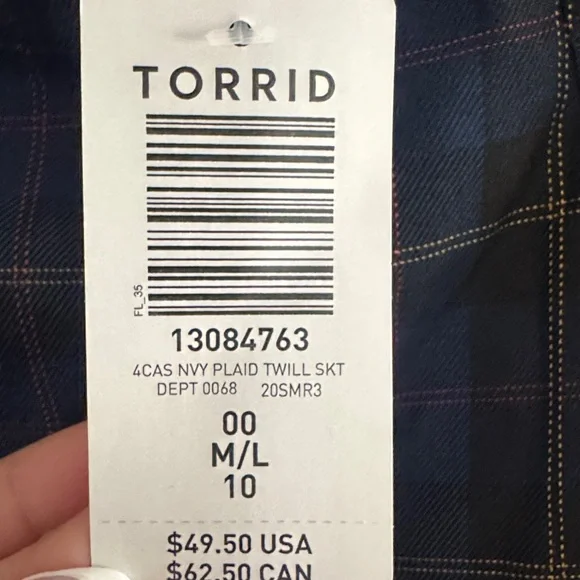 TORRID
FL_35
13084763
4CAS NVY PLAID TWILL SKT
DEPT 0068 20SMR3
00
M/L
10
$49.50 USA
$62.50 CAN